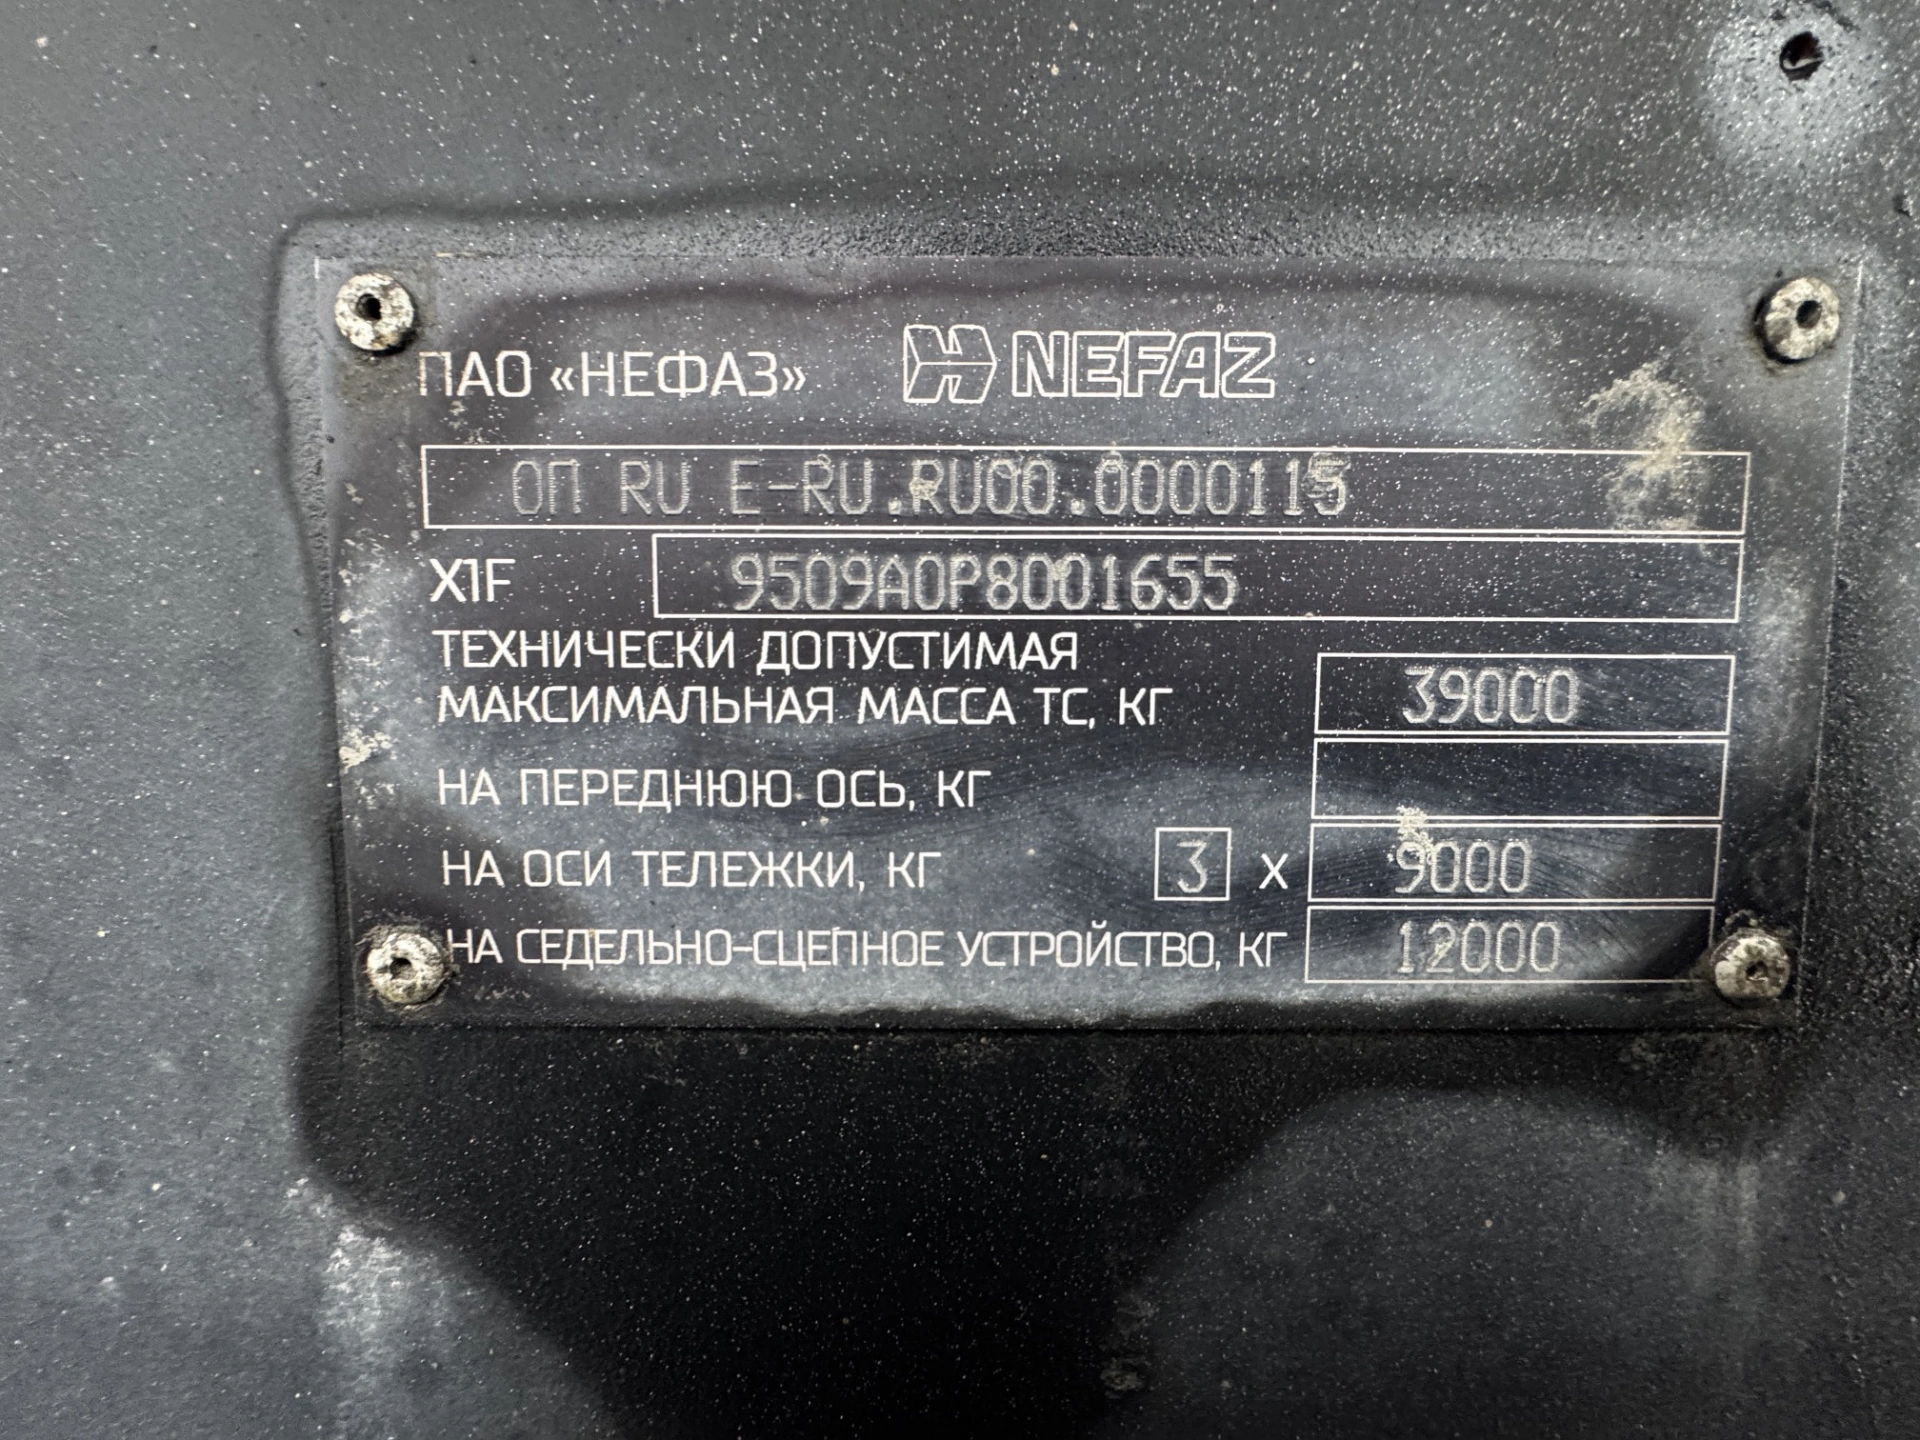 ПАО «НЕФАЗ» NEFAZ
ОП RU E-RU.RU00.0000115
X1F 9509A0P8001655
ТЕХНИЧЕСКИ ДОПУСТИМАЯ
МАКСИМАЛЬНАЯ МАССА ТС, КГ 39000
НА ПЕРЕДНЮЮ ОСЬ, КГ
НА ОСИ ТЕЛЕЖКИ, КГ 3 X 9000
НА СЕДЕЛЬНО-СЦЕПНОЕ УСТРОЙСТВО, КГ 12000